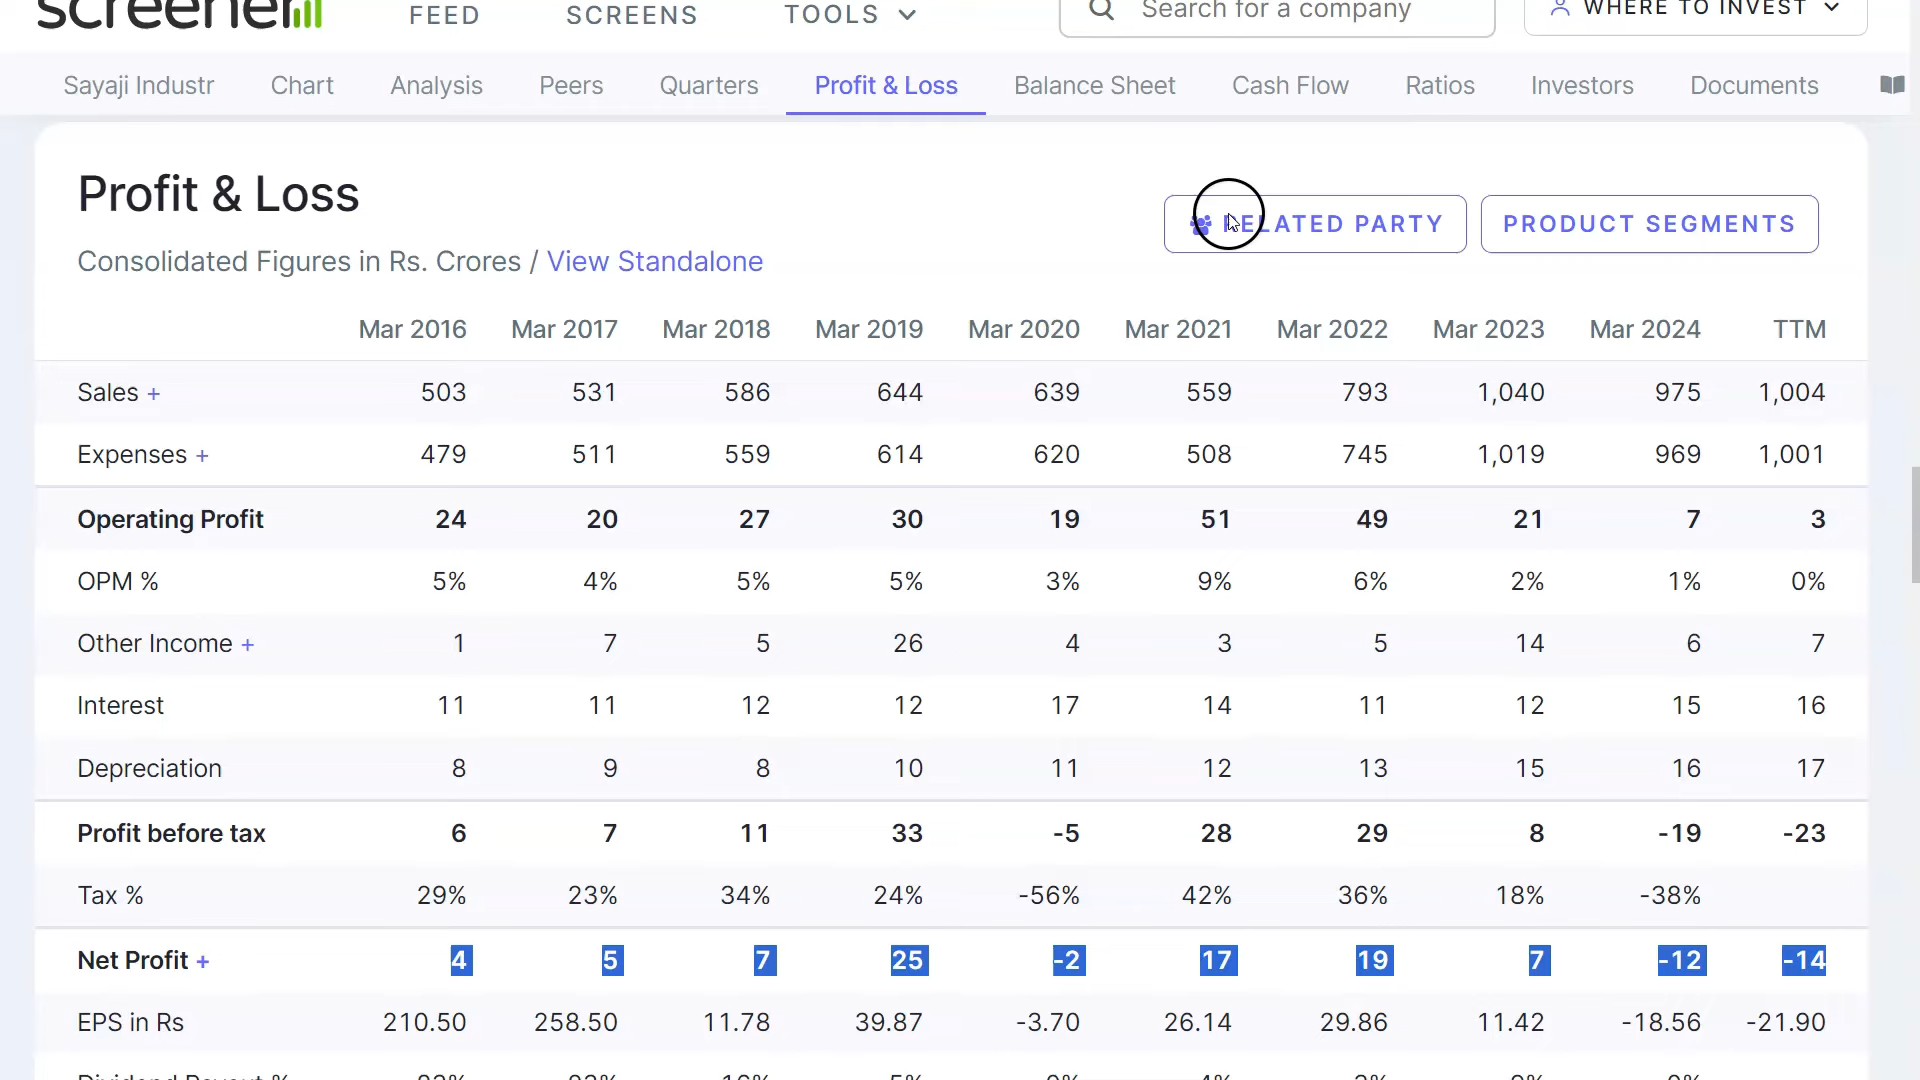 screener
FEED SCREENS TOOLS Search for a company WHERE TO INVEST
Sayaji Industr Chart Analysis Peers Quarters Profit & Loss Balance Sheet Cash Flow Ratios Investors Documents
Profit & Loss
RELATED PARTY PRODUCT SEGMENTS
Consolidated Figures in Rs. Crores / View Standalone
Mar 2016 Mar 2017 Mar 2018 Mar 2019 Mar 2020 Mar 2021 Mar 2022 Mar 2023 Mar 2024 TTM
Sales + 503 531 586 644 639 559 793 1,040 975 1,004
Expenses + 479 511 559 614 620 508 745 1,019 969 1,001
Operating Profit 24 20 27 30 19 51 49 21 7 3
OPM % 5% 4% 5% 5% 3% 9% 6% 2% 1% 0%
Other Income + 1 7 5 26 4 3 5 14 6 7
Interest 11 11 12 12 17 14 11 12 15 16
Depreciation 8 9 8 10 11 12 13 15 16 17
Profit before tax 6 7 11 33 -5 28 29 8 -19 -23
Tax % 29% 23% 34% 24% -56% 42% 36% 18% -38%
Net Profit + 4 5 7 25 -2 17 19 7 -12 -14
EPS in Rs 210.50 258.50 11.78 39.87 -3.70 26.14 29.86 11.42 -18.56 -21.90